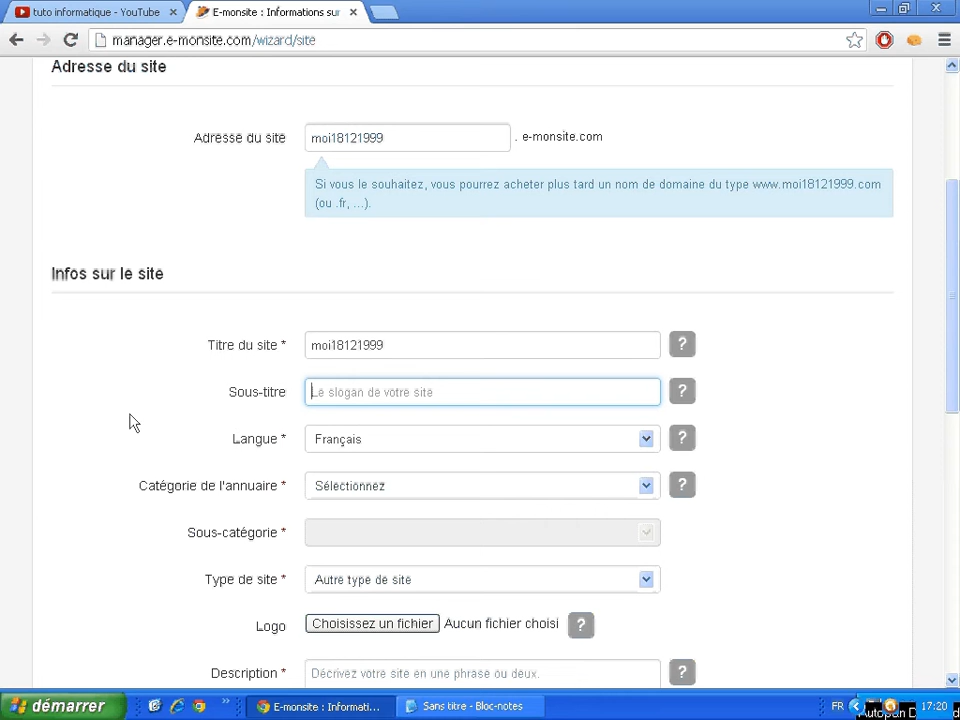 tuto informatique - YouTube
E-monsite : Informations sur
manager.e-monsite.com/wizard/site
Adresse du site
Adresse du site
moi18121999
. e-monsite.com
Si vous le souhaitez, vous pourrez acheter plus tard un nom de domaine du type www.moi18121999.com
(ou .fr, ...).
Infos sur le site
Titre du site *
moi18121999
?
Sous-titre
Le slogan de votre site
?
Langue *
Français
?
Catégorie de l'annuaire *
Sélectionnez
?
Sous-catégorie *
Type de site *
Autre type de site
Logo
Choisissez un fichier
Aucun fichier choisi
?
Description *
Décrivez votre site en une phrase ou deux.
?
démarrer
E-monsite : Informati...
Sans titre - Bloc-notes
FR
17:20